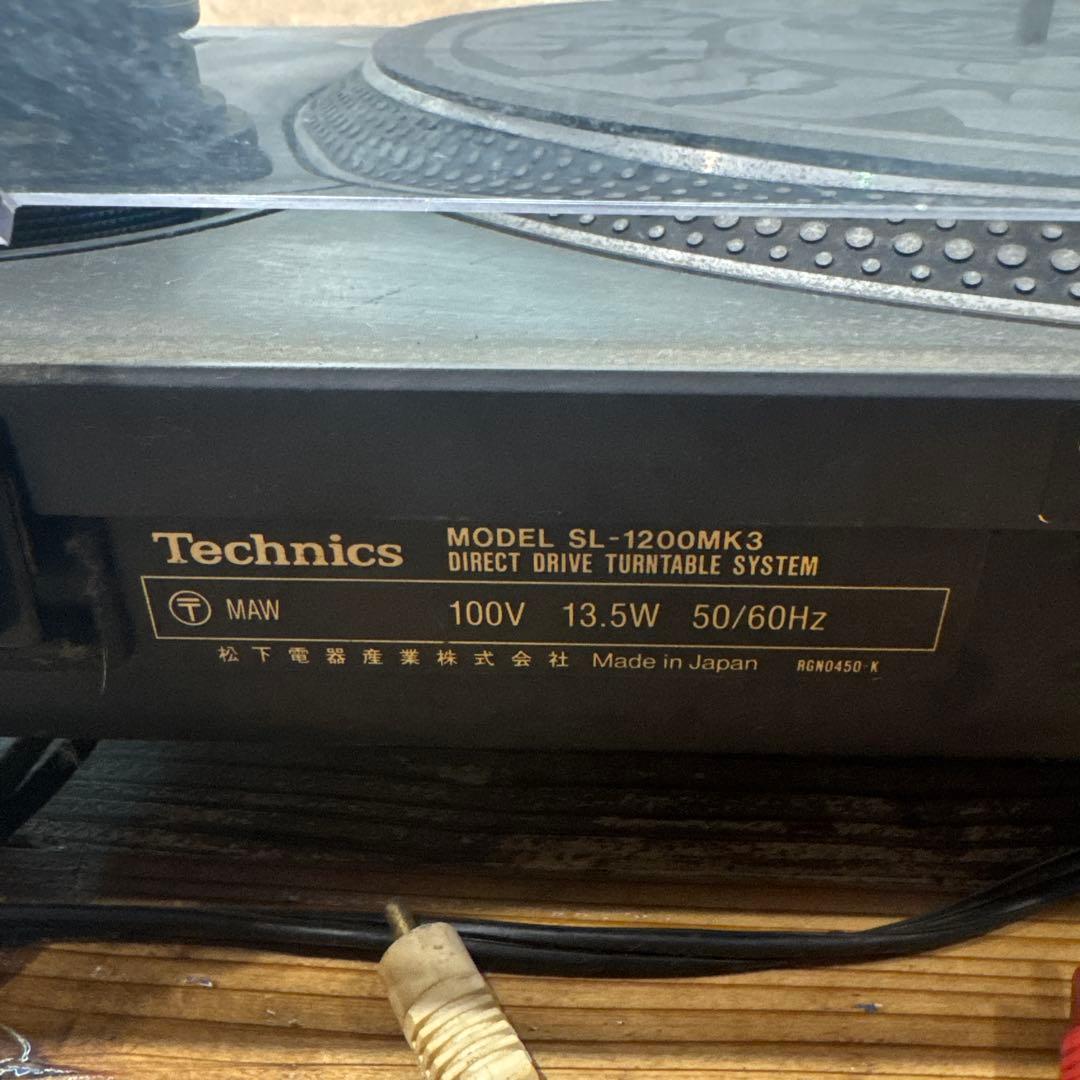 Technics
MODEL SL-1200MK3
DIRECT DRIVE TURNTABLE SYSTEM
〒 MAW 100V 13.5W 50/60Hz
松下電器産業株式会社 Made in Japan RGN0450-K